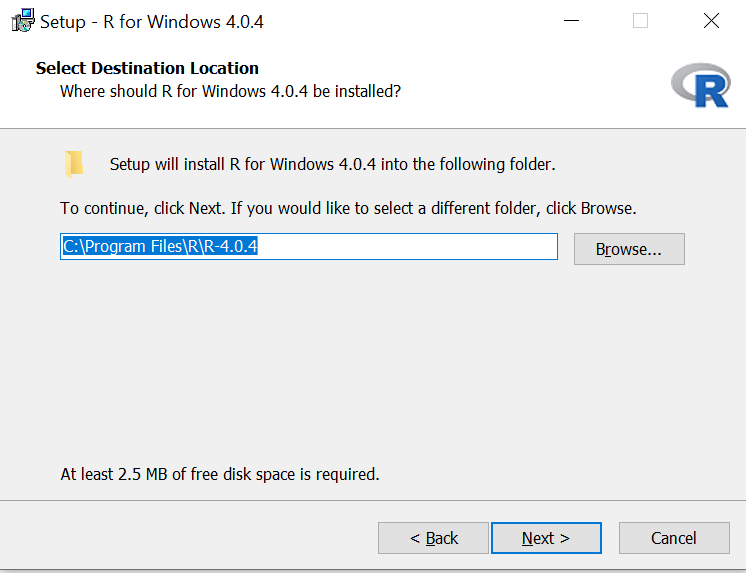 Setup - R for Windows 4.0.4
Select Destination Location
Where should R for Windows 4.0.4 be installed?
R
Setup will install R for Windows 4.0.4 into the following folder.
To continue, click Next. If you would like to select a different folder, click Browse.
C:\Program Files\R\R-4.0.4
Browse...
At least 2.5 MB of free disk space is required.
< Back
Next >
Cancel